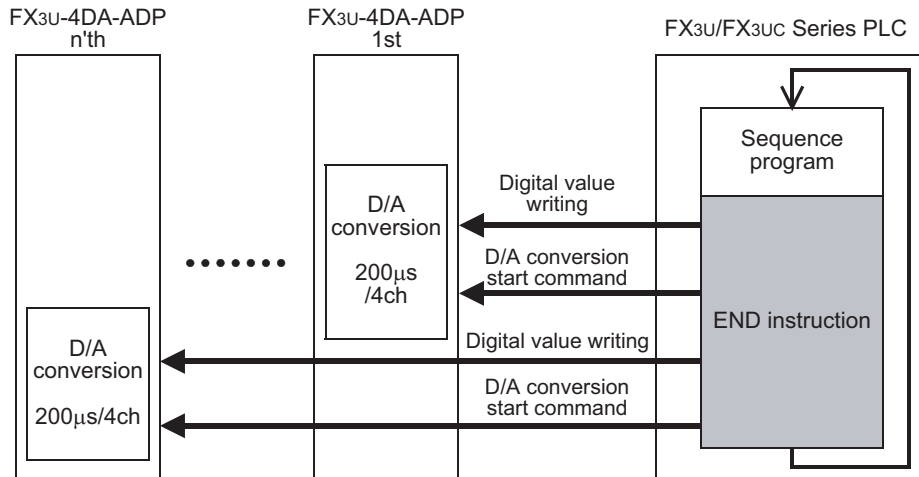 FX3U-4DA-ADP
n'th
FX3U-4DA-ADP
1st
FX3U/FX3UC Series PLC
Sequence
program
Digital value
writing
D/A
conversion
200μs
/4ch
D/A conversion
start command
END instruction
Digital value writing
D/A
conversion
200μs/4ch
D/A conversion
start command